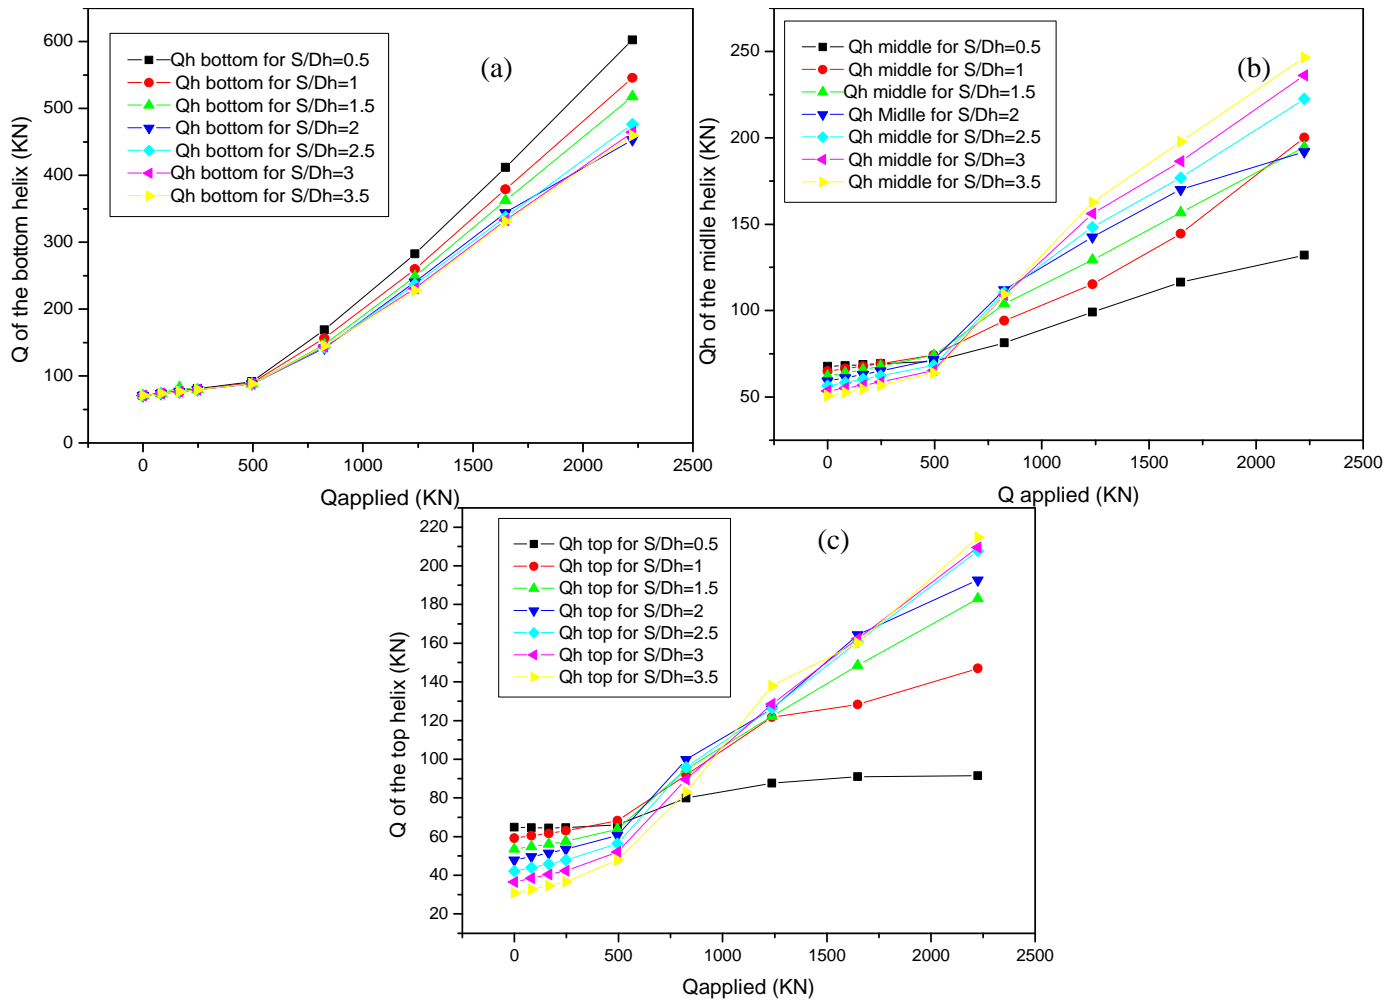 (a)
Qh bottom for S/Dh=0.5
Qh bottom for S/Dh=1
Qh bottom for S/Dh=1.5
Qh bottom for S/Dh=2
Qh bottom for S/Dh=2.5
Qh bottom for S/Dh=3
Qh bottom for S/Dh=3.5
Q of the bottom helix (KN)
600
500
400
300
200
100
0
0 500 1000 1500 2000 2500
Qapplied (KN)
(b)
Qh middle for S/Dh=0.5
Qh middle for S/Dh=1
Qh middle for S/Dh=1.5
Qh Middle for S/Dh=2
Qh middle for S/Dh=2.5
Qh middle for S/Dh=3
Qh middle for S/Dh=3.5
Qh of the midlle helix (KN)
250
200
150
100
50
0 500 1000 1500 2000 2500
Q applied (KN)
(c)
Qh top for S/Dh=0.5
Qh top for S/Dh=1
Qh top for S/Dh=1.5
Qh top for S/Dh=2
Qh top for S/Dh=2.5
Qh top for S/Dh=3
Qh top for S/Dh=3.5
Q of the top helix (KN)
220
200
180
160
140
120
100
80
60
40
20
0 500 1000 1500 2000 2500
Qapplied (KN)